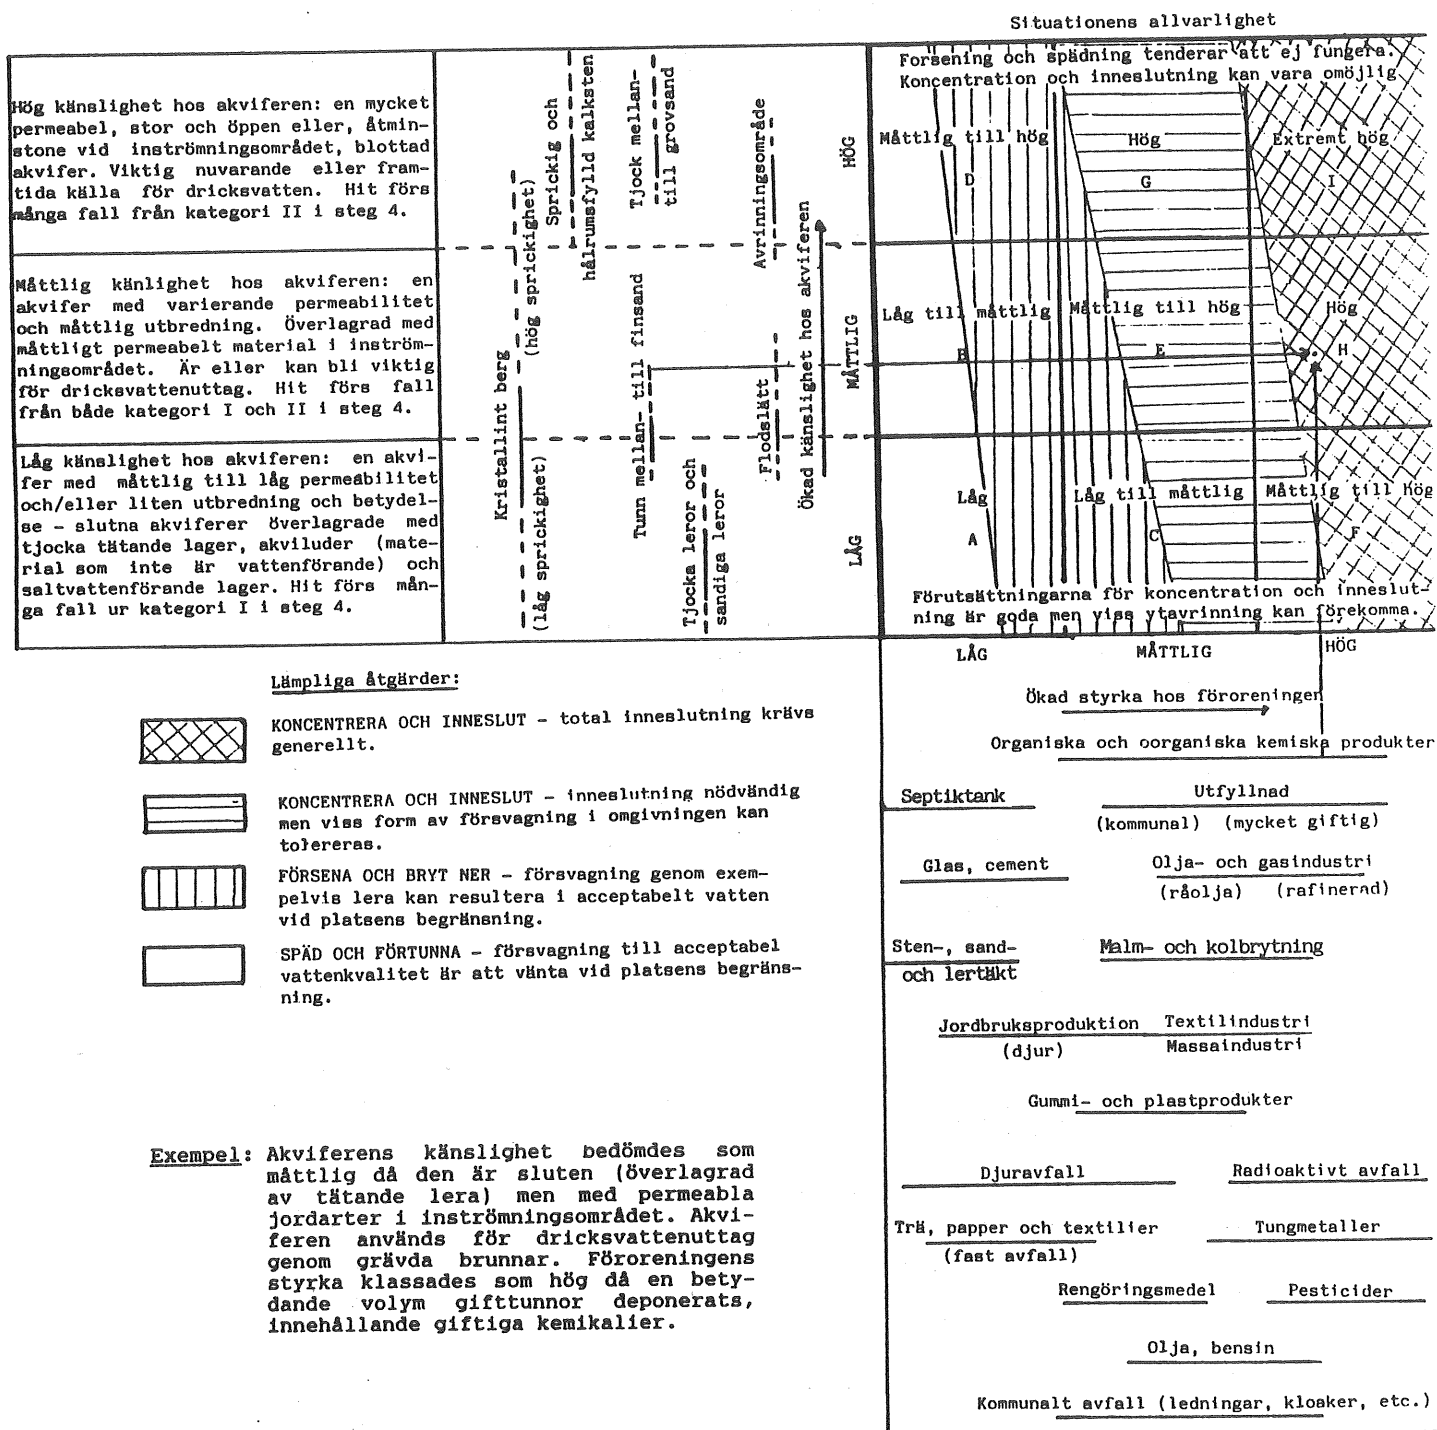 Situationens allvarlighet
Hög känslighet hos akviferen: en mycket
permeabel, stor och öppen eller, åtmin-
stone vid inströmningsområdet, blottad
akvifer. Viktig nuvarande eller fram-
tida källa för dricksvatten. Hit förs
många fall från kategori II i steg 4.
Måttlig känlighet hos akviferen: en
akvifer med varierande permeabilitet
och måttlig utbredning. Överlagrad med
måttligt permeabelt material i inström-
ningsområdet. Är eller kan bli viktig
för dricksvattenuttag. Hit förs fall
från både kategori I och II i steg 4.
Låg känslighet hos akviferen: en akvi-
fer med måttlig till låg permeabilitet
och/eller liten utbredning och betydel-
se - slutna akviferer överlagrade med
tjocka tätande lager, akviluder (mate-
rial som inte är vattenförande) och
saltvattenförande lager. Hit förs mån-
ga fall ur kategori I i steg 4.
Kristallint berg
(låg sprickighet)
(hög sprickighet)
Sprickig och
hålrumsfylld kalksten
Tunn mellan- till finsand
Tjock mellan-
till grovsand
Tjocka leror och
sandiga leror
Flodslätt
Avrinningsområde
Ökad känslighet hos akviferen
HÖG
MÅTTLIG
LÅG
Forsening och spädning tenderar att ej fungera.
Koncentration och inneslutning kan vara omöjlig
Måttlig till hög
Hög
Extremt hög
D
G
I
Låg till måttlig
Måttlig till hög
Hög
B
E
H
Låg
Låg till måttlig
Måttlig till hög
A
C
F
Förutsättningarna för koncentration och inneslut-
ning är goda men viss ytavrinning kan förekomma.
LÅG
MÅTTLIG
HÖG
Ökad styrka hos föroreningen
Lämpliga åtgärder:
KONCENTRERA OCH INNESLUT - total inneslutning krävs
generellt.
KONCENTRERA OCH INNESLUT - inneslutning nödvändig
men viss form av försvagning i omgivningen kan
tolereras.
FÖRSENA OCH BRYT NER - försvagning genom exem-
pelvis lera kan resultera i acceptabelt vatten
vid platsens begränsning.
SPÄD OCH FÖRTUNNA - försvagning till acceptabel
vattenkvalitet är att vänta vid platsens begräns-
ning.
Organiska och oorganiska kemiska produkter
Septiktank
Utfyllnad
(kommunal) (mycket giftig)
Glas, cement
Olja- och gasindustri
(råolja) (rafinerad)
Sten-, sand-
och lertäkt
Malm- och kolbrytning
Jordbruksproduktion
(djur)
Textilindustri
Massaindustri
Gummi- och plastprodukter
Djuravfall
Radioaktivt avfall
Trä, papper och textilier
(fast avfall)
Tungmetaller
Rengöringsmedel
Pesticider
Olja, bensin
Kommunalt avfall (ledningar, kloaker, etc.)
Exempel: Akviferens känslighet bedömdes som
måttlig då den är sluten (överlagrad
av tätande lera) men med permeabla
jordarter i inströmningsområdet. Akvi-
feren används för dricksvattenuttag
genom grävda brunnar. Föroreningens
styrka klassades som hög då en bety-
dande volym gifttunnor deponerats,
innehållande giftiga kemikalier.